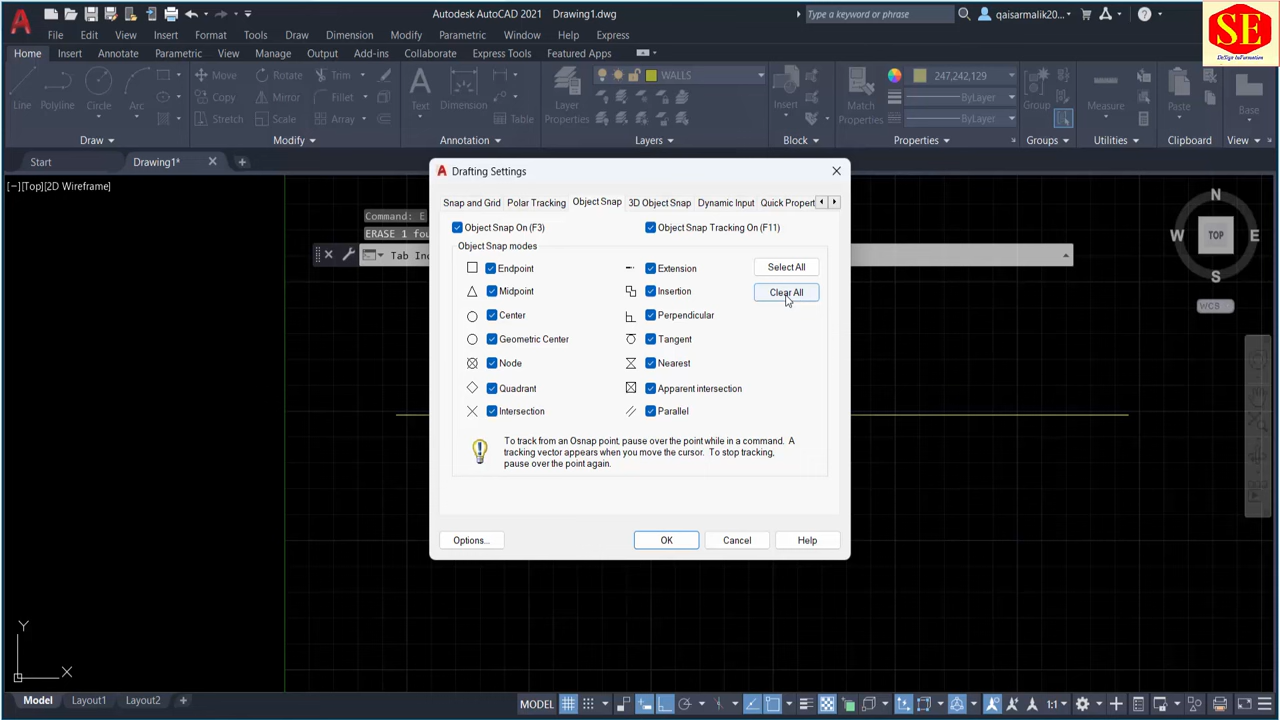 Autodesk AutoCAD 2021 Drawing1.dwg
Type a keyword or phrase
qaisarmalik20...
SE
DeSign InFormation
File Edit View Insert Format Tools Draw Dimension Modify Parametric Window Help Express
Home Insert Annotate Parametric View Manage Output Add-ins Collaborate Express Tools Featured Apps
Move Rotate Trim WALLS 247,242,129
Line Polyline Circle Arc Copy Mirror Fillet Text Dimension Layer Properties Insert Match Properties ByLayer Group Measure Paste Base
Stretch Scale Array Table ByLayer
Draw Modify Annotation Layers Block Properties Groups Utilities Clipboard View
Start Drawing1*
[−][Top][2D Wireframe]
Drafting Settings
Snap and Grid Polar Tracking Object Snap 3D Object Snap Dynamic Input Quick Propert
Command: E
ERASE 1 fou
Tab In
Object Snap On (F3) Object Snap Tracking On (F11)
Object Snap modes
Endpoint Extension Select All
Midpoint Insertion Clear All
Center Perpendicular
Geometric Center Tangent
Node Nearest
Quadrant Apparent intersection
Intersection Parallel
To track from an Osnap point, pause over the point while in a command. A
tracking vector appears when you move the cursor. To stop tracking,
pause over the point again.
Options... OK Cancel Help
N
W TOP E
S
WCS
Y
X
Model Layout1 Layout2 MODEL 1:1